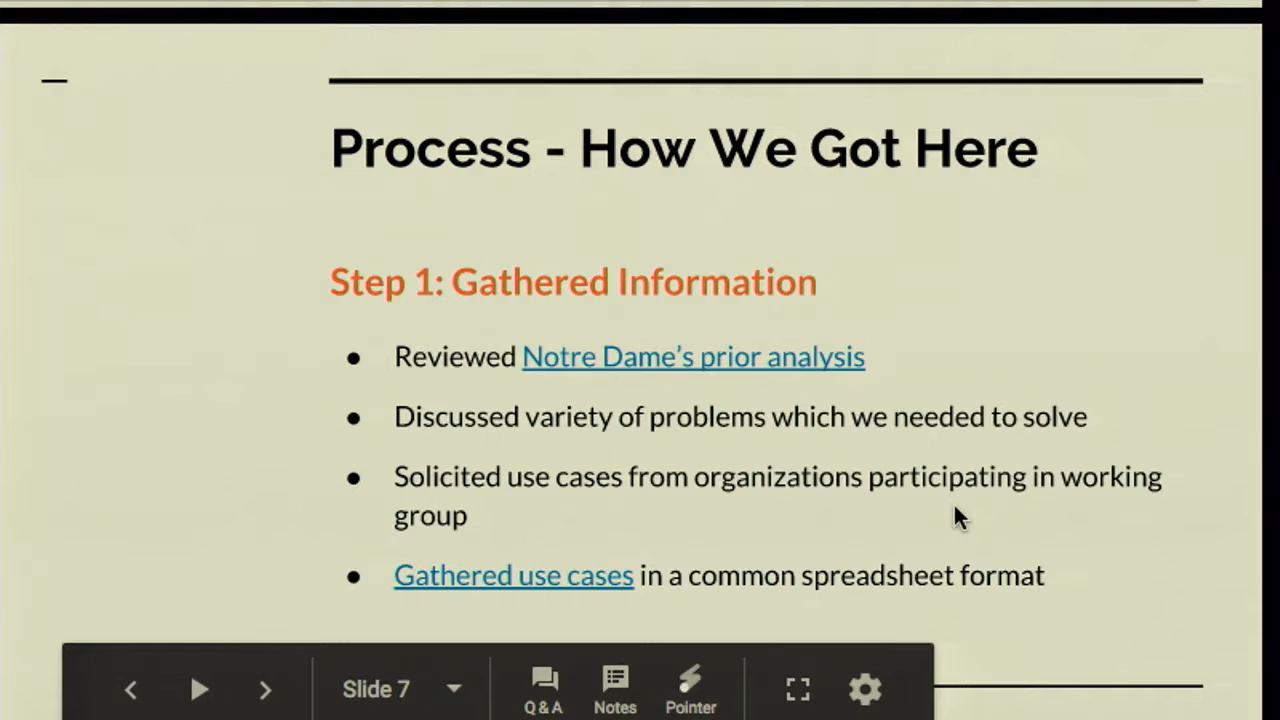 Process - How We Got Here
Step 1: Gathered Information
● Reviewed Notre Dame's prior analysis
● Discussed variety of problems which we needed to solve
● Solicited use cases from organizations participating in working
group
● Gathered use cases in a common spreadsheet format
Slide 7
Q & A Notes Pointer